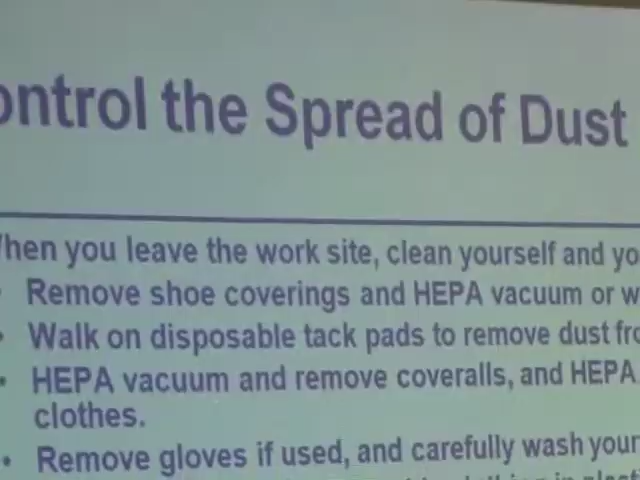 ontrol the Spread of Dust
hen you leave the work site, clean yourself and yo
• Remove shoe coverings and HEPA vacuum or w
• Walk on disposable tack pads to remove dust fro
• HEPA vacuum and remove coveralls, and HEPA
clothes.
• Remove gloves if used, and carefully wash your